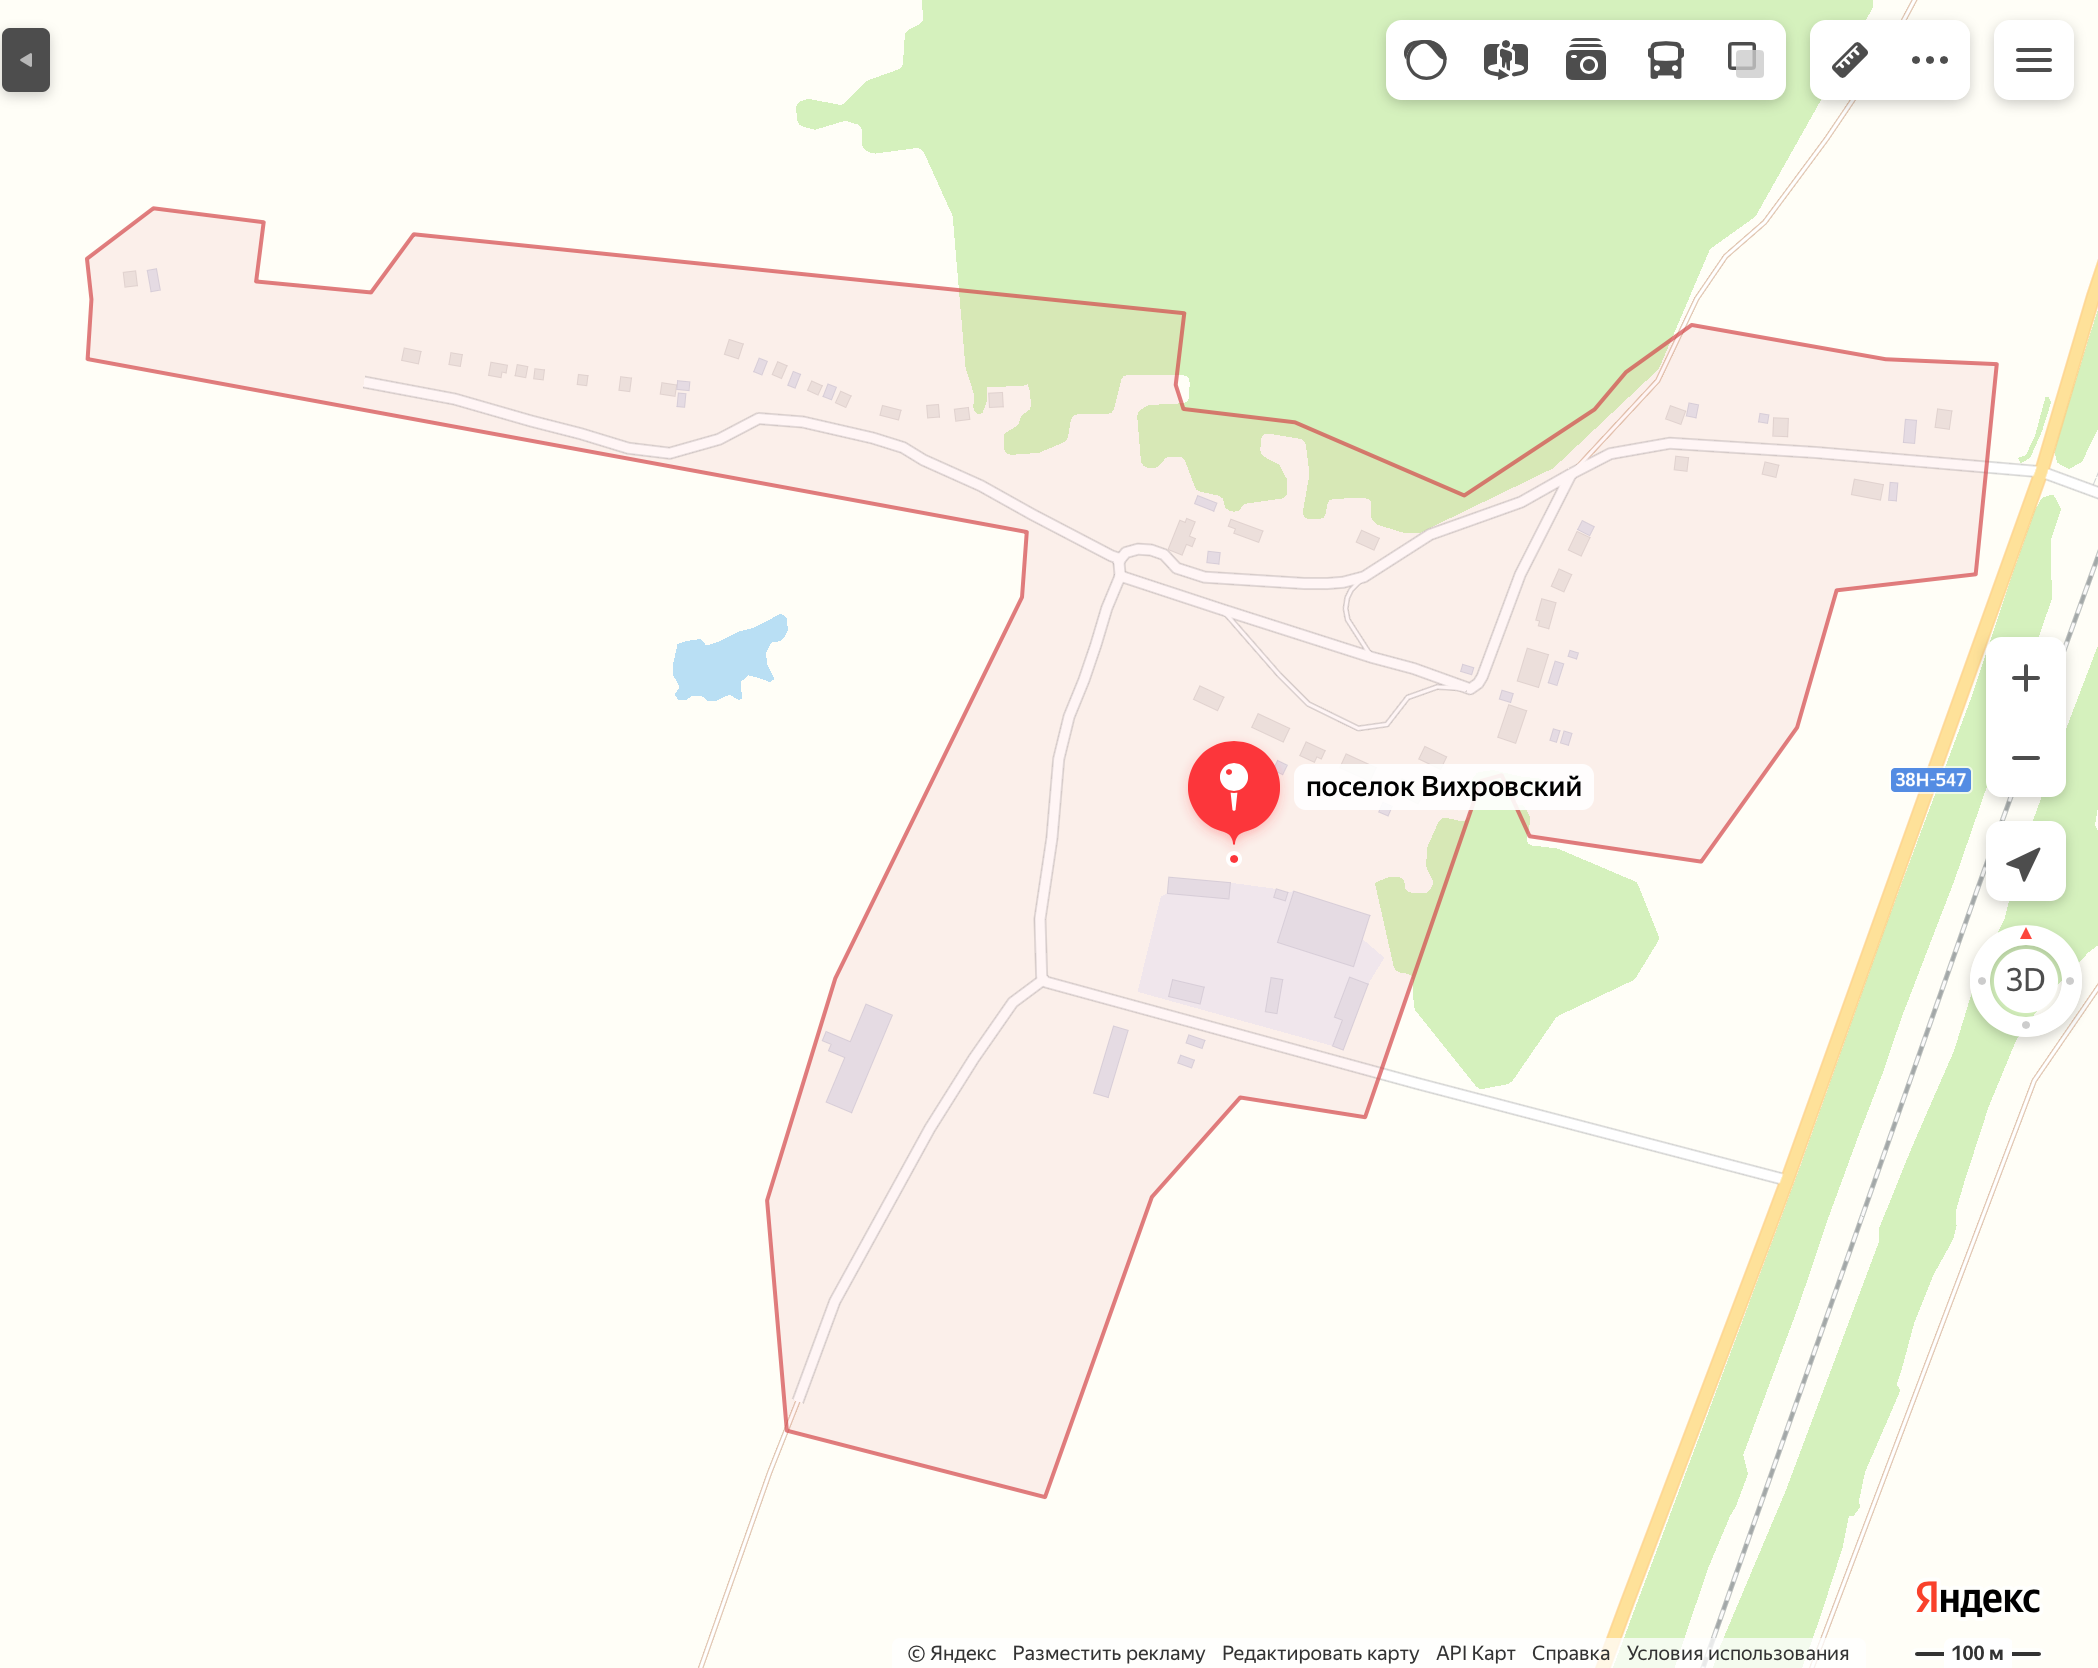 поселок Вихровский
38Н-547
3D
Яндекс
© Яндекс Разместить рекламу Редактировать карту API Карт Справка Условия использования 100 м